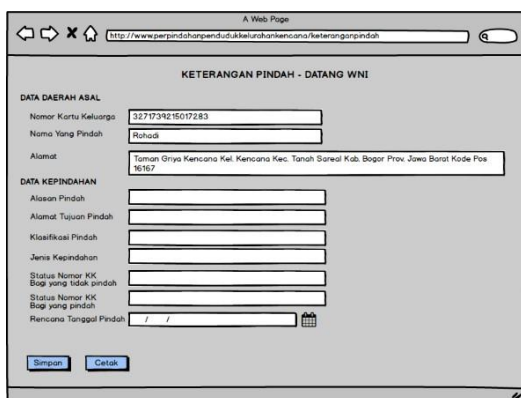 A Web Page
http://www.perpindahanpendudukkelurahankencana/keteranganpindah
KETERANGAN PINDAH - DATANG WNI
DATA DAERAH ASAL
Nomor Kartu Keluarga 3271739215017283
Nama Yang Pindah Rohadi
Alamat Taman Griya Kencana Kel. Kencana Kec. Tanah Sareal Kab. Bogor Prov. Jawa Barat Kode Pos
16167
DATA KEPINDAHAN
Alasan Pindah
Alamat Tujuan Pindah
Klasifikasi Pindah
Jenis Kepindahan
Status Nomor KK
Bagi yang tidak pindah
Status Nomor KK
Bagi yang pindah
Rencana Tanggal Pindah / /
Simpan Cetak